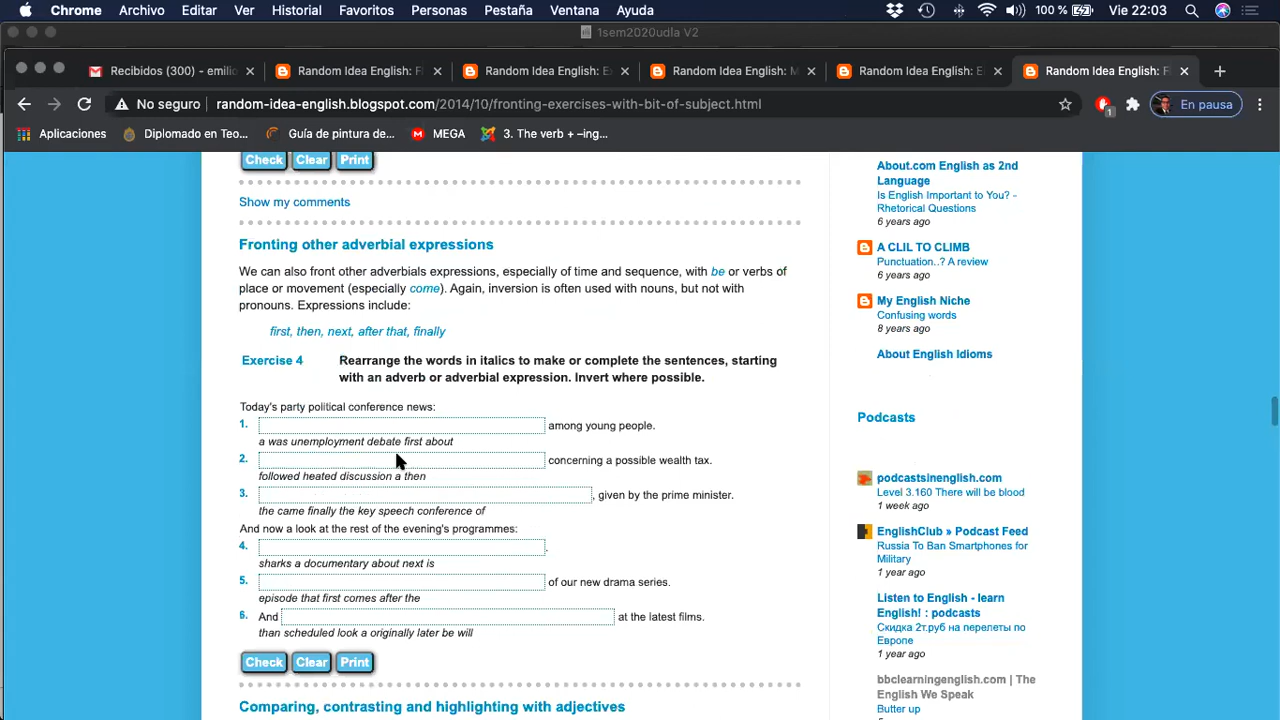 Chrome Archivo Editar Ver Historial Favoritos Personas Pestaña Ventana Ayuda 100 % Vie 22:03
1sem2020udla V2
Recibidos (300) - emilio Random Idea English: F Random Idea English: E Random Idea English: M Random Idea English: E Random Idea English: F
No seguro random-idea-english.blogspot.com/2014/10/fronting-exercises-with-bit-of-subject.html 1 En pausa
Aplicaciones Diplomado en Teo... Guía de pintura de... MEGA 3. The verb + –ing...
Check Clear Print
Show my comments
Fronting other adverbial expressions
We can also front other adverbials expressions, especially of time and sequence, with be or verbs of
place or movement (especially come). Again, inversion is often used with nouns, but not with
pronouns. Expressions include:
first, then, next, after that, finally
Exercise 4 Rearrange the words in italics to make or complete the sentences, starting
with an adverb or adverbial expression. Invert where possible.
Today's party political conference news:
1. among young people.
a was unemployment debate first about
2. concerning a possible wealth tax.
followed heated discussion a then
3. , given by the prime minister.
the came finally the key speech conference of
And now a look at the rest of the evening's programmes:
4. .
sharks a documentary about next is
5. of our new drama series.
episode that first comes after the
6. And at the latest films.
than scheduled look a originally later be will
Check Clear Print
Comparing, contrasting and highlighting with adjectives
About.com English as 2nd
Language
Is English Important to You? -
Rhetorical Questions
6 years ago
A CLIL TO CLIMB
Punctuation..? A review
6 years ago
My English Niche
Confusing words
8 years ago
About English Idioms
Podcasts
podcastsinenglish.com
Level 3.160 There will be blood
1 week ago
EnglishClub » Podcast Feed
Russia To Ban Smartphones for
Military
1 year ago
Listen to English - learn
English! : podcasts
Скидка 2т.руб на перелеты по
Европе
1 year ago
bbclearningenglish.com | The
English We Speak
Butter up